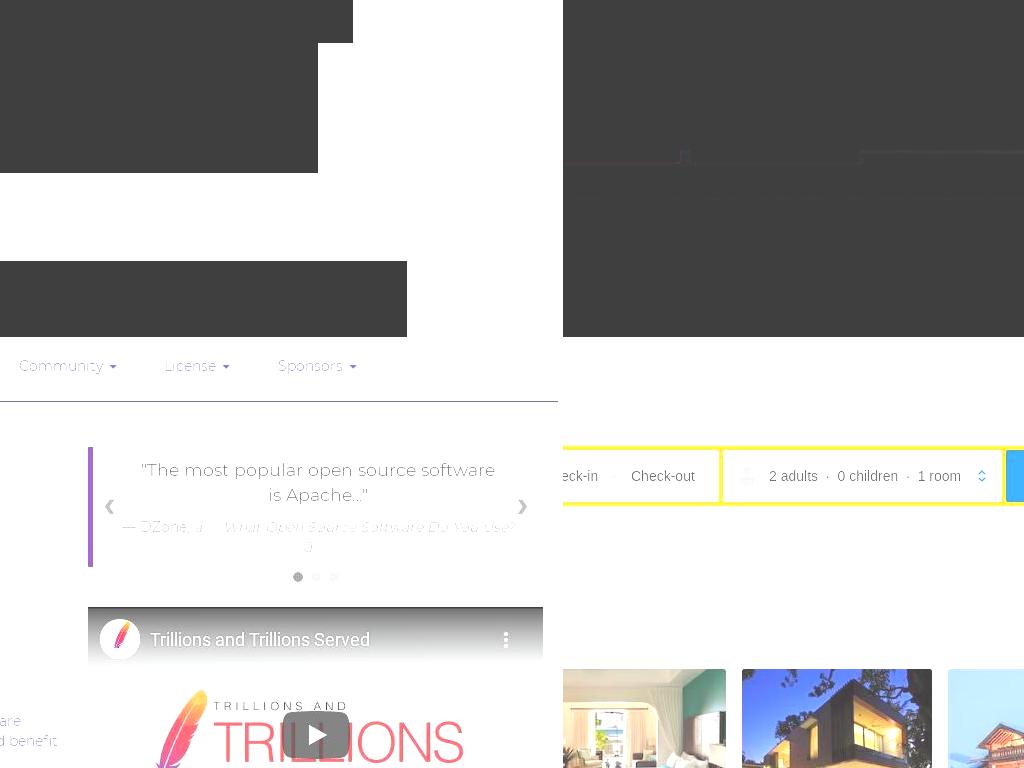 Community
License
Sponsors
"The most popular open source software
is Apache..."
— DZone, a What Open Source Software Do You Use?
a
eck-in
Check-out
2 adults · 0 children · 1 room
Trillions and Trillions Served
TRILLIONS AND
TRILLIONS
are
d benefit